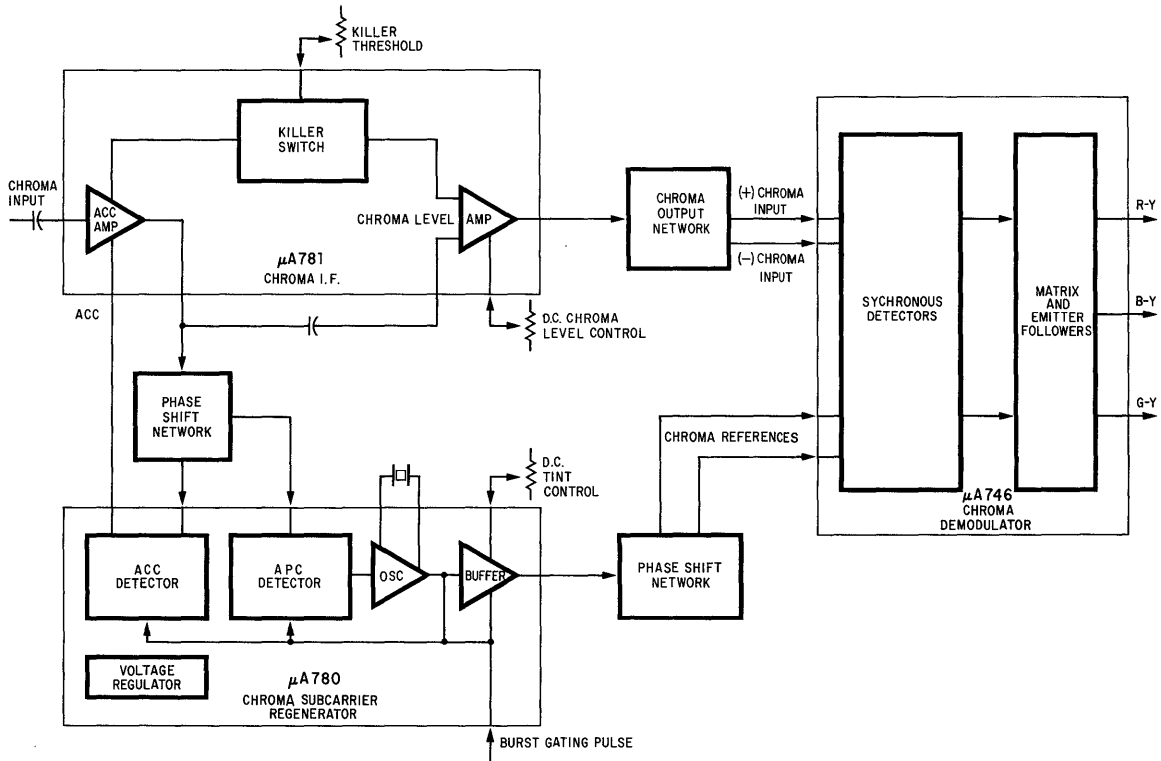 KILLER
THRESHOLD
KILLER
SWITCH
CHROMA
INPUT
ACC
AMP
CHROMA LEVEL
AMP
µA781
CHROMA I.F.
ACC
D.C. CHROMA
LEVEL CONTROL
CHROMA
OUTPUT
NETWORK
(+) CHROMA
INPUT
(−) CHROMA
INPUT
SYCHRONOUS
DETECTORS
MATRIX
AND
EMITTER
FOLLOWERS
R-Y
B-Y
G-Y
µA746
CHROMA
DEMODULATOR
PHASE
SHIFT
NETWORK
CHROMA REFERENCES
D.C.
TINT
CONTROL
ACC
DETECTOR
APC
DETECTOR
OSC
BUFFER
PHASE SHIFT
NETWORK
VOLTAGE
REGULATOR
µA780
CHROMA SUBCARRIER
REGENERATOR
BURST GATING PULSE